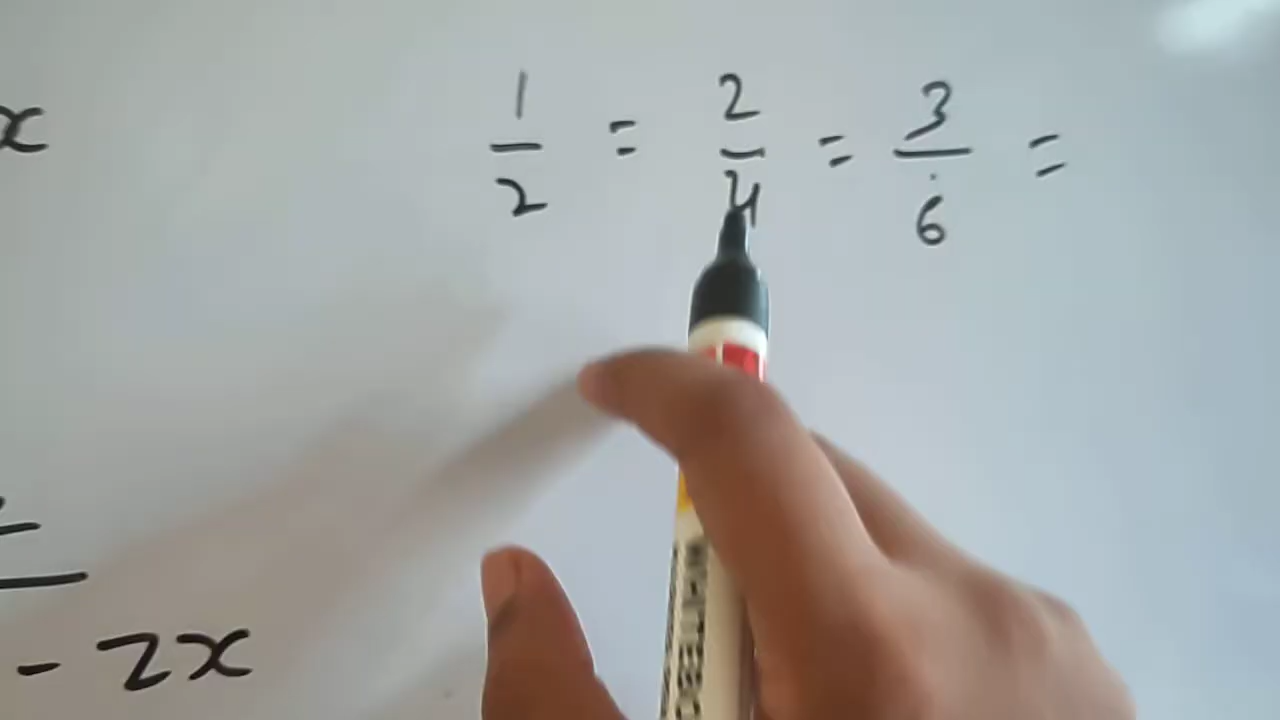 x
1/2 = 2/4 = 3/6 =
- 2x